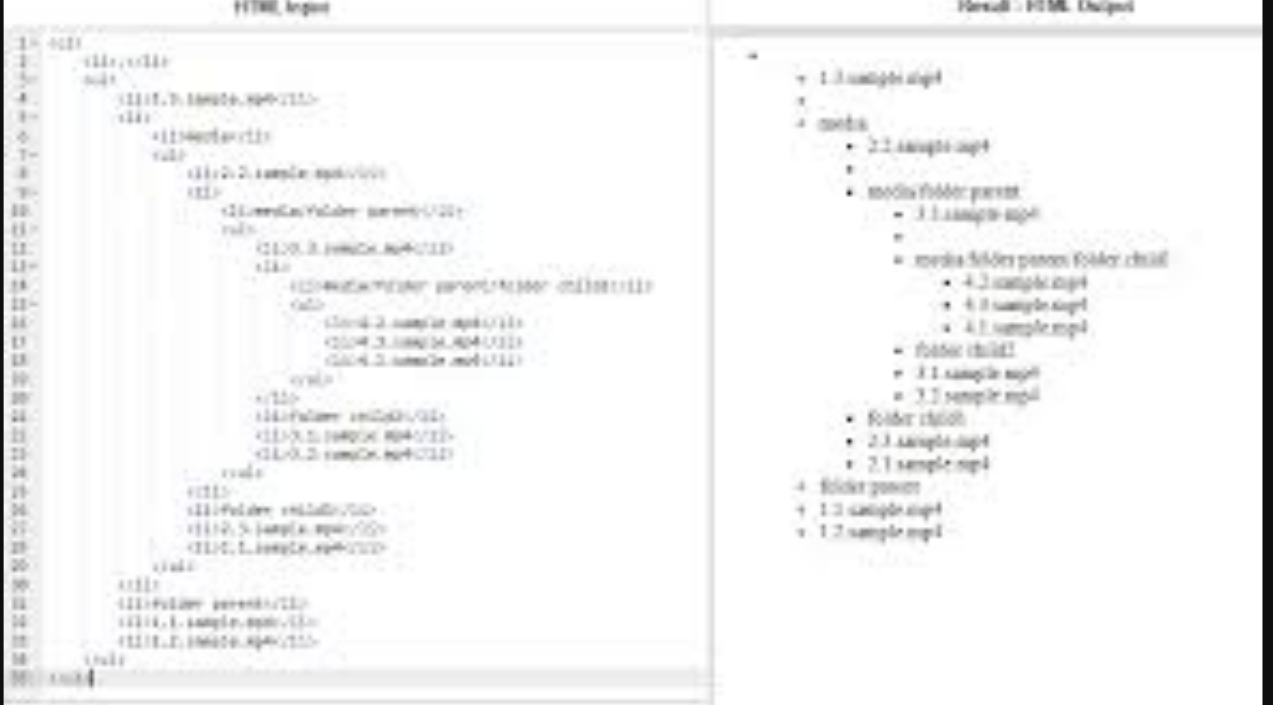 HTML Input
1 <ul>
2 <li>.</li>
3 <ul>
4 <li>1.3.sample.mp4</li>
5 <li>
6 <li>media</li>
7 <ul>
8 <li>2.2.sample.mp4</li>
9 <li>
10 <li>media/folder parent</li>
11 <ul>
12 <li>3.3.sample.mp4</li>
13 <li>
14 <li>media/folder parent/folder child</li>
15 <ul>
16 <li>4.2.sample.mp4</li>
17 <li>4.3.sample.mp4</li>
18 <li>4.1.sample.mp4</li>
19 </ul>
20 </li>
21 <li>folder child2</li>
22 <li>3.1.sample.mp4</li>
23 <li>3.2.sample.mp4</li>
24 </ul>
25 </li>
26 <li>folder</li>
27 <li>2.3.sample.mp4</li>
28 <li>2.1.sample.mp4</li>
29 </ul>
30 </li>
31 <li>folder parent</li>
32 <li>1.1.sample.mp4</li>
33 <li>1.2.sample.mp4</li>
34 </ul>
35 </ul>
Result - HTML Output
1.3.sample.mp4
media
2.2.sample.mp4
media/folder parent
sample.mp4
media/folder parent/folder child
4.2.sample.mp4
4.3.sample.mp4
4.1.sample.mp4
folder child2
3.1.sample.mp4
3.2.sample.mp4
folder
2.3.sample.mp4
2.1.sample.mp4
folder parent
1.1.sample.mp4
1.2.sample.mp4